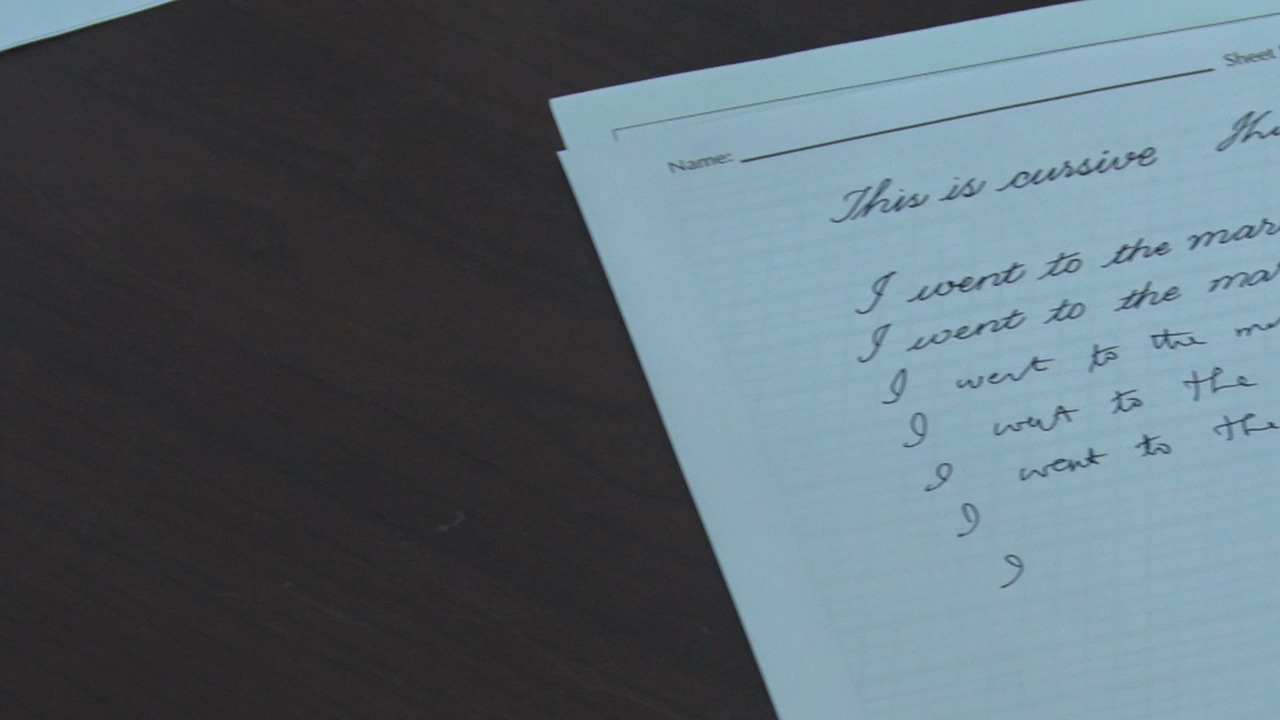 Name: Sheet
This is cursive
I went to the
I went to the
I went to the
I went to the
I went to the
I
I